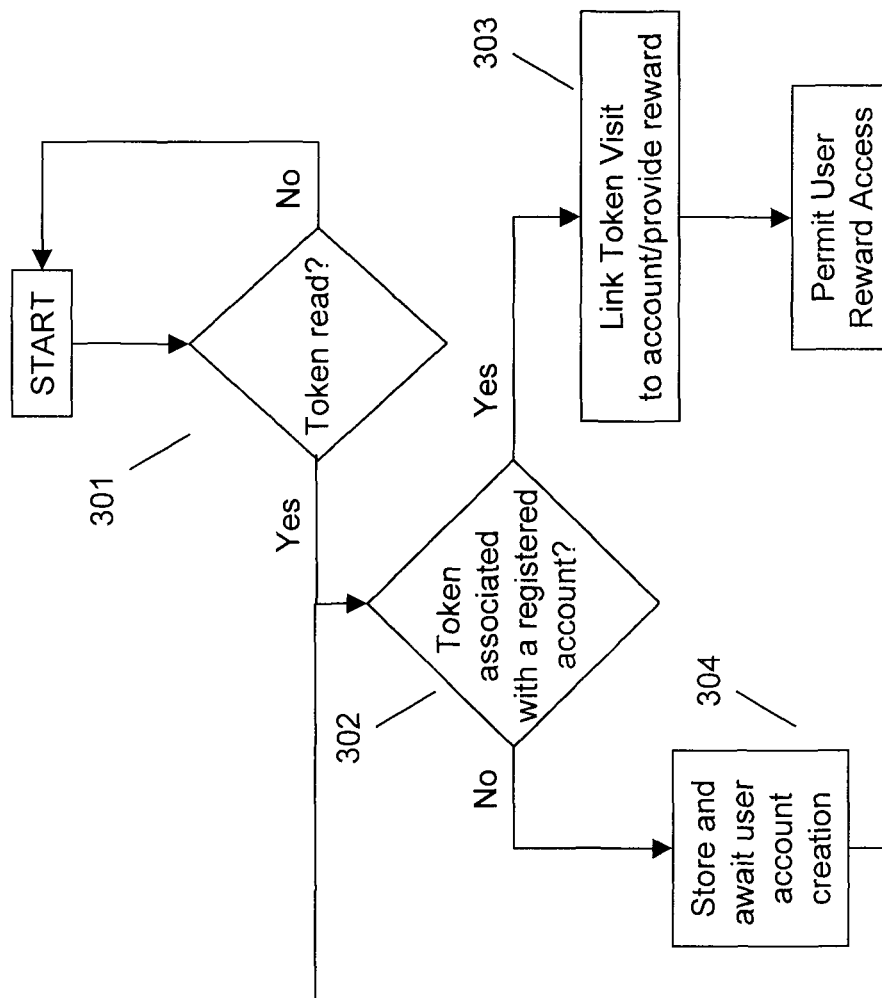 START
301
Token read?
No
Yes
302
Token
associated
with a registered
account?
Yes
303
Link Token Visit
to account/provide reward
Permit User
Reward Access
No
304
Store and
await user
account
creation